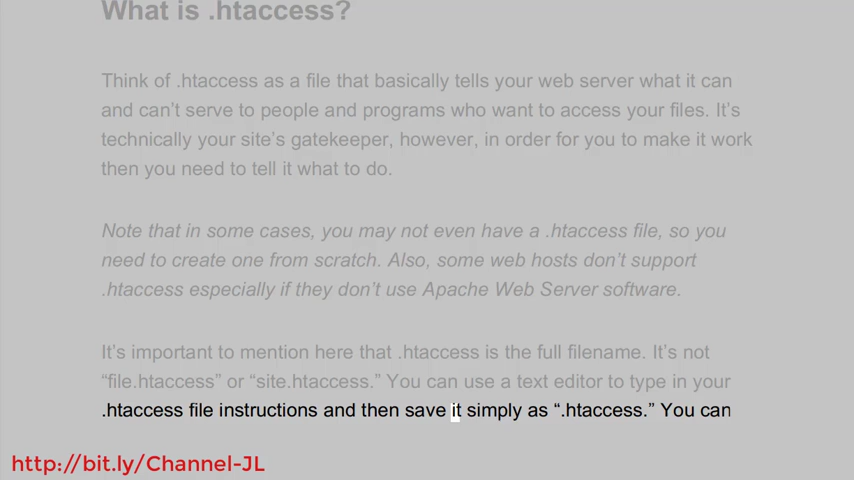 What is .htaccess?
Think of .htaccess as a file that basically tells your web server what it can
and can’t serve to people and programs who want to access your files. It’s
technically your site’s gatekeeper, however, in order for you to make it work
then you need to tell it what to do.
Note that in some cases, you may not even have a .htaccess file, so you
need to create one from scratch. Also, some web hosts don’t support
.htaccess especially if they don’t use Apache Web Server software.
It’s important to mention here that .htaccess is the full filename. It’s not
“file.htaccess” or “site.htaccess.” You can use a text editor to type in your
.htaccess file instructions and then save it simply as “.htaccess.” You can
http://bit.ly/Channel-JL